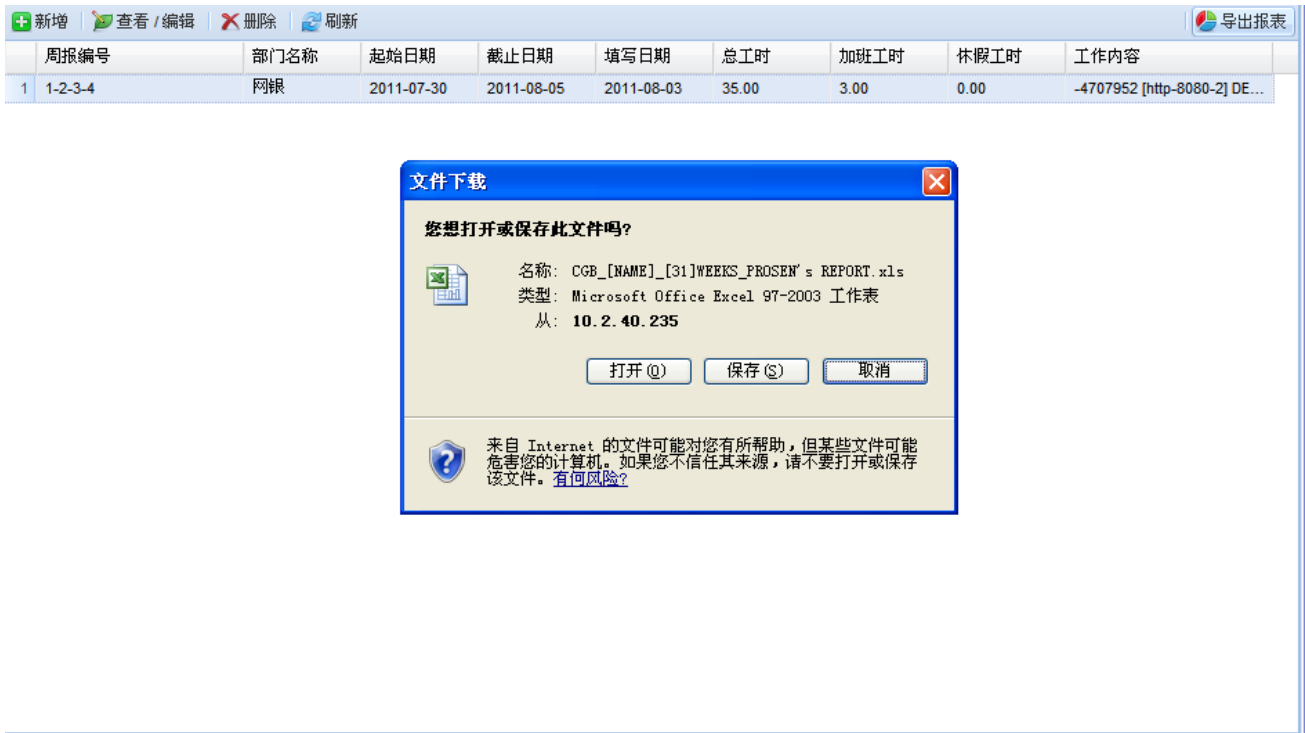 新增 查看 / 编辑 删除 刷新 导出报表
周报编号 部门名称 起始日期 截止日期 填写日期 总工时 加班工时 休假工时 工作内容
1 1-2-3-4 网银 2011-07-30 2011-08-05 2011-08-03 35.00 3.00 0.00 -4707952 [http-8080-2] DE...
文件下载
您想打开或保存此文件吗?
名称: CGB_[NAME]_[31]WEEKS_PROSEN's REPORT.xls
类型: Microsoft Office Excel 97-2003 工作表
从: 10.2.40.235
打开(O) 保存(S) 取消
来自 Internet 的文件可能对您有所帮助，但某些文件可能
危害您的计算机。如果您不信任其来源，请不要打开或保存
该文件。有何风险?